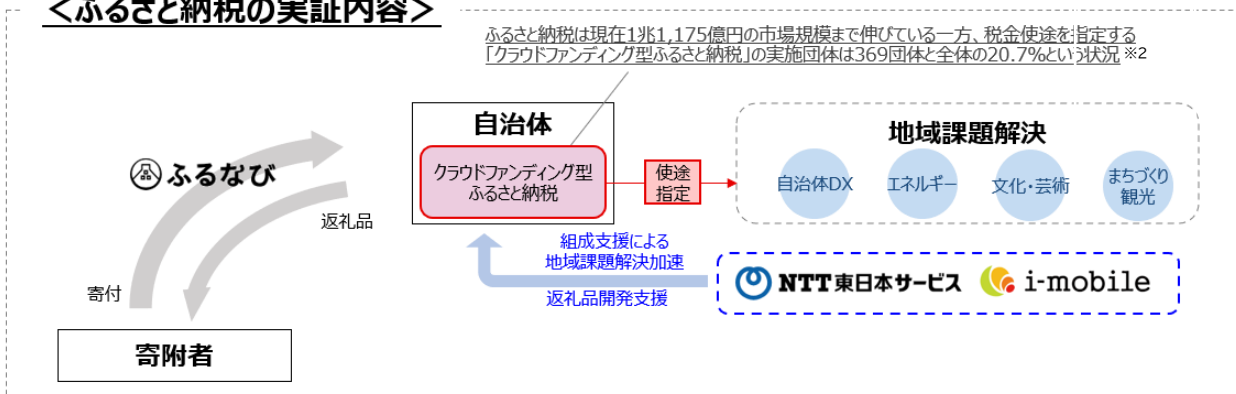 ＜ふるさと納税の実証内容＞
ふるさと納税は現在1兆1,175億円の市場規模まで伸びている一方、税金使途を指定する
「クラウドファンディング型ふるさと納税」の実施団体は369団体と全体の20.7%という状況 ※2
自治体
クラウドファンディング型
ふるさと納税
使途
指定
地域課題解決
自治体DX
エネルギー
文化・芸術
まちづくり
観光
ふるなび
返礼品
寄付
寄附者
組成支援による
地域課題解決加速
返礼品開発支援
NTT東日本サービス
i-mobile